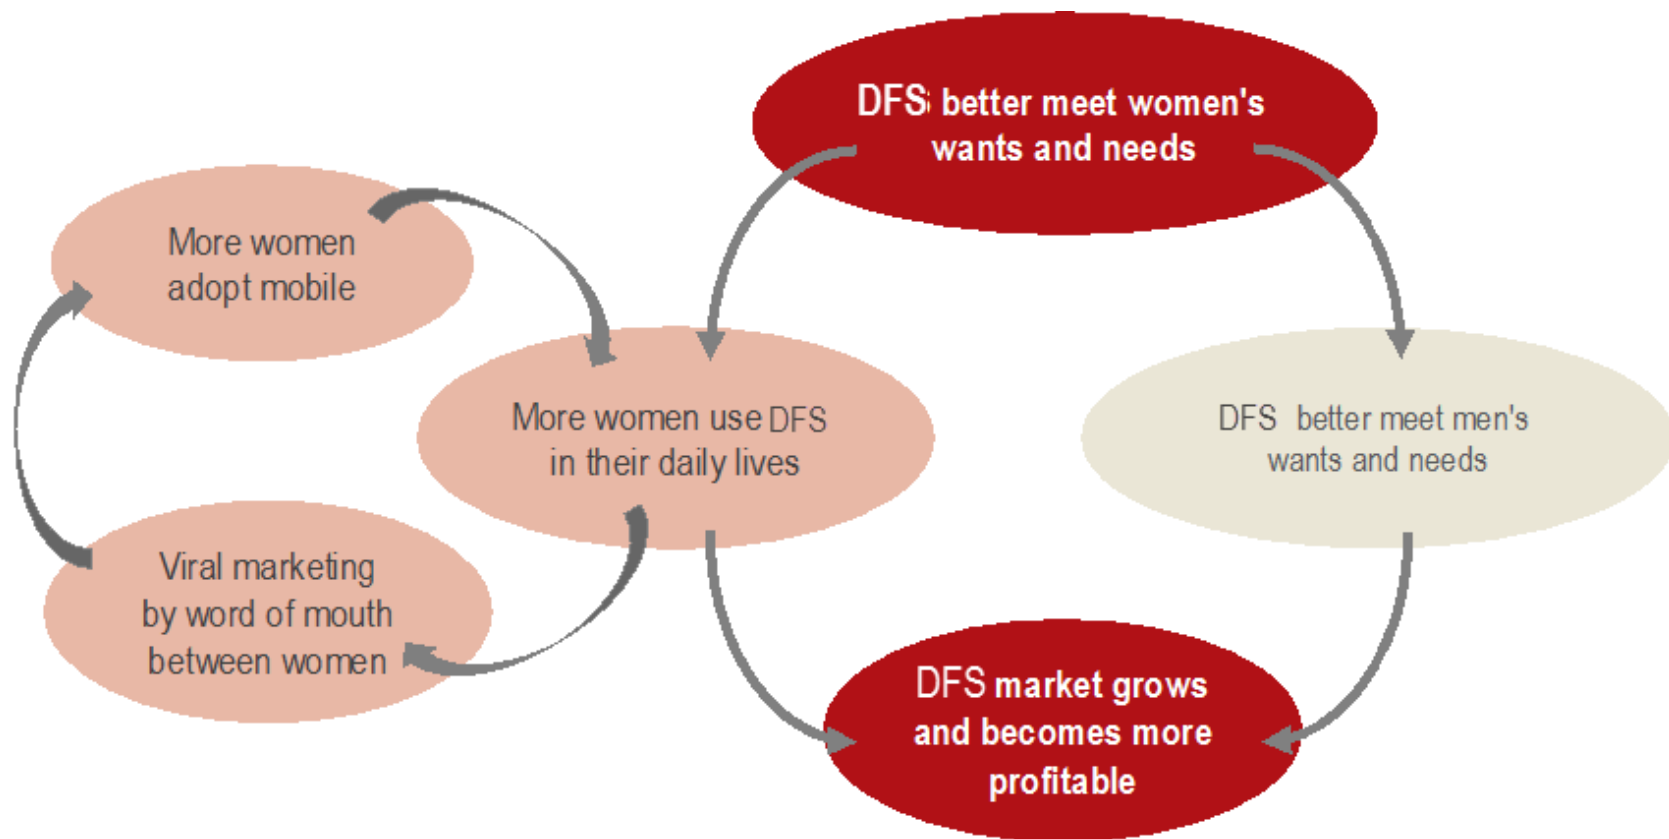 DFS better meet women's
wants and needs
More women
adopt mobile
More women use DFS
in their daily lives
DFS better meet men's
wants and needs
Viral marketing
by word of mouth
between women
DFS market grows
and becomes more
profitable